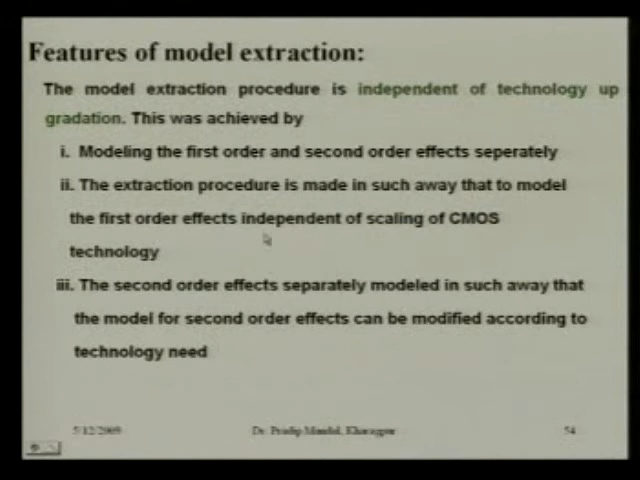 Features of model extraction:
The model extraction procedure is independent of technology up
gradation. This was achieved by
i. Modeling the first order and second order effects seperately
ii. The extraction procedure is made in such away that to model
the first order effects independent of scaling of CMOS
technology
iii. The second order effects separately modeled in such away that
the model for second order effects can be modified according to
technology need
5/12/2009 Dr. Pradip Mandal, Kharagpur 54